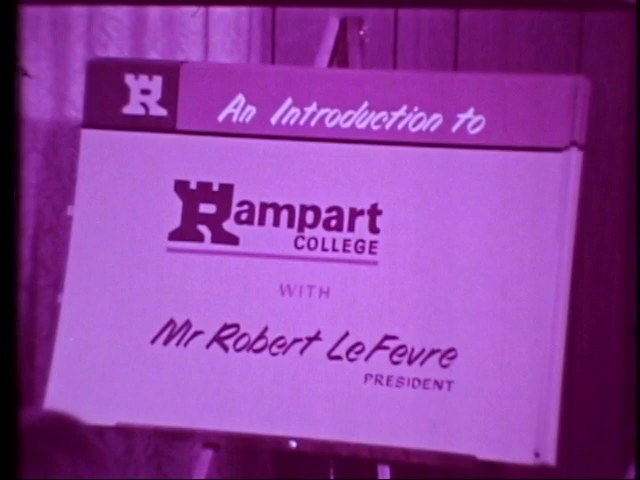 R
An Introduction to
Rampart
COLLEGE
WITH
Mr Robert LeFevre
PRESIDENT